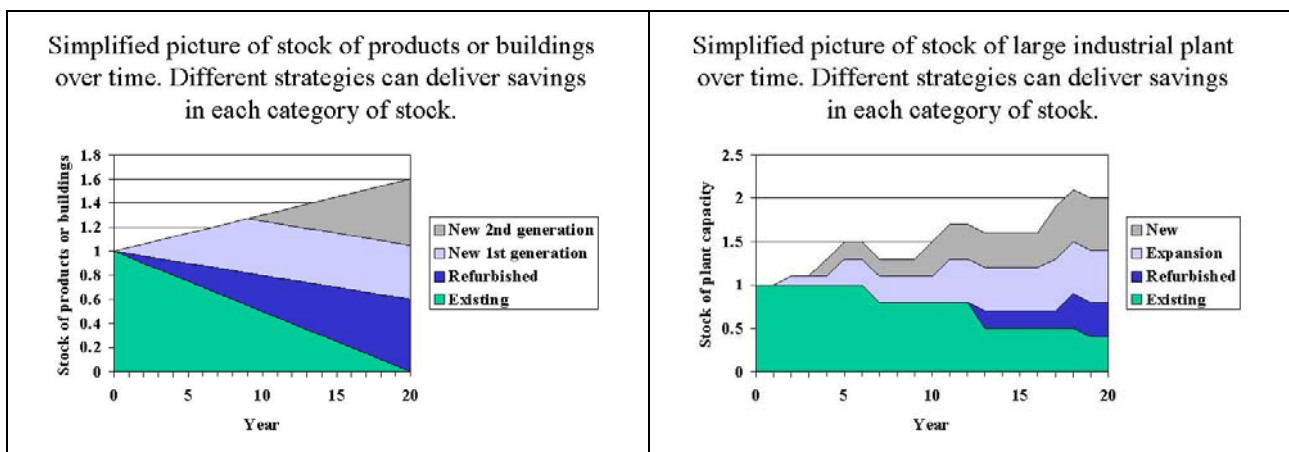 Simplified picture of stock of products or buildings
over time. Different strategies can deliver savings
in each category of stock.
Stock of products or buildings
1.8
1.6
1.4
1.2
1
0.8
0.6
0.4
0.2
0
0 5 10 15 20
Year
New 2nd generation
New 1st generation
Refurbished
Existing
Simplified picture of stock of large industrial plant
over time. Different strategies can deliver savings
in each category of stock.
Stock of plant capacity
2.5
2
1.5
1
0.5
0
0 5 10 15 20
Year
New
Expansion
Refurbished
Existing